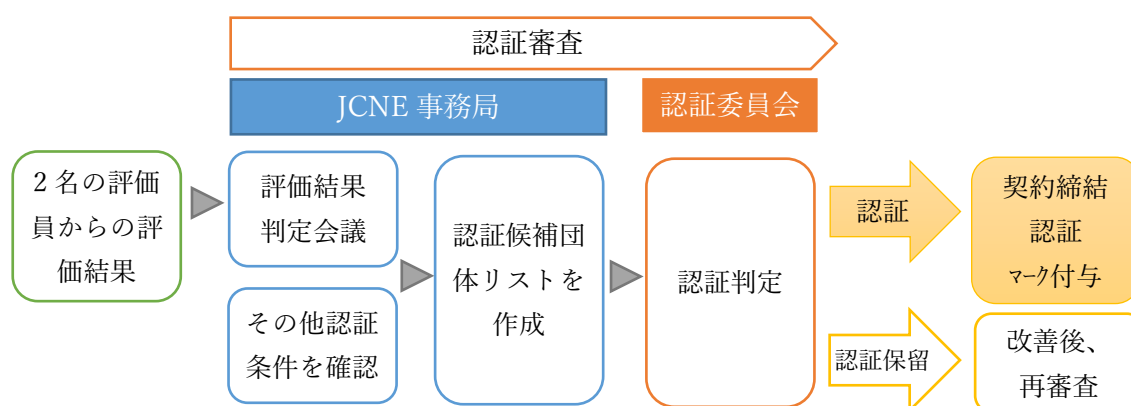 認証審査
JCNE 事務局
認証委員会
２名の評価
員からの評
価結果
評価結果
判定会議
その他認証
条件を確認
認証候補団
体リストを
作成
認証判定
認証
契約締結
認証
ﾏｰｸ付与
認証保留
改善後、
再審査